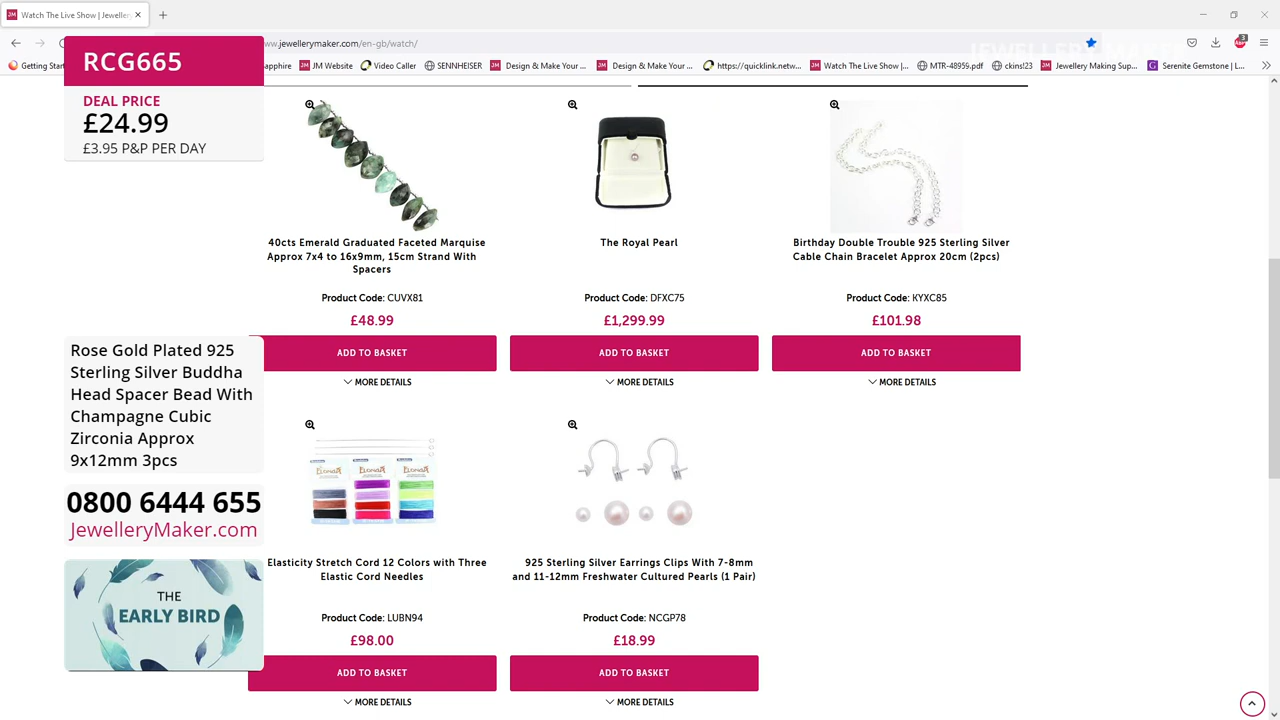 Watch The Live Show | Jeweller
ww.jewellerymaker.com/en-gb/watch/
JEWELLERYMAKER
3
Getting Star
apphire
JM Website
Video Caller
SENNHEISER
Design & Make Your ...
Design & Make Your ...
https://quicklink.netw...
Watch The Live Show |...
MTR-48959.pdf
ckins!23
Jewellery Making Sup...
Serenite Gemstone | L...
RCG665
DEAL PRICE
£24.99
£3.95 P&P PER DAY
40cts Emerald Graduated Faceted Marquise
Approx 7x4 to 16x9mm, 15cm Strand With
Spacers
Product Code: CUVX81
£48.99
ADD TO BASKET
MORE DETAILS
The Royal Pearl
Product Code: DFXC75
£1,299.99
ADD TO BASKET
MORE DETAILS
Birthday Double Trouble 925 Sterling Silver
Cable Chain Bracelet Approx 20cm (2pcs)
Product Code: KYXC85
£101.98
ADD TO BASKET
MORE DETAILS
Rose Gold Plated 925
Sterling Silver Buddha
Head Spacer Bead With
Champagne Cubic
Zirconia Approx
9x12mm 3pcs
0800 6444 655
JewelleryMaker.com
THE
EARLY BIRD
Elasticity Stretch Cord 12 Colors with Three
Elastic Cord Needles
Product Code: LUBN94
£98.00
ADD TO BASKET
MORE DETAILS
925 Sterling Silver Earrings Clips With 7-8mm
and 11-12mm Freshwater Cultured Pearls (1 Pair)
Product Code: NCGP78
£18.99
ADD TO BASKET
MORE DETAILS